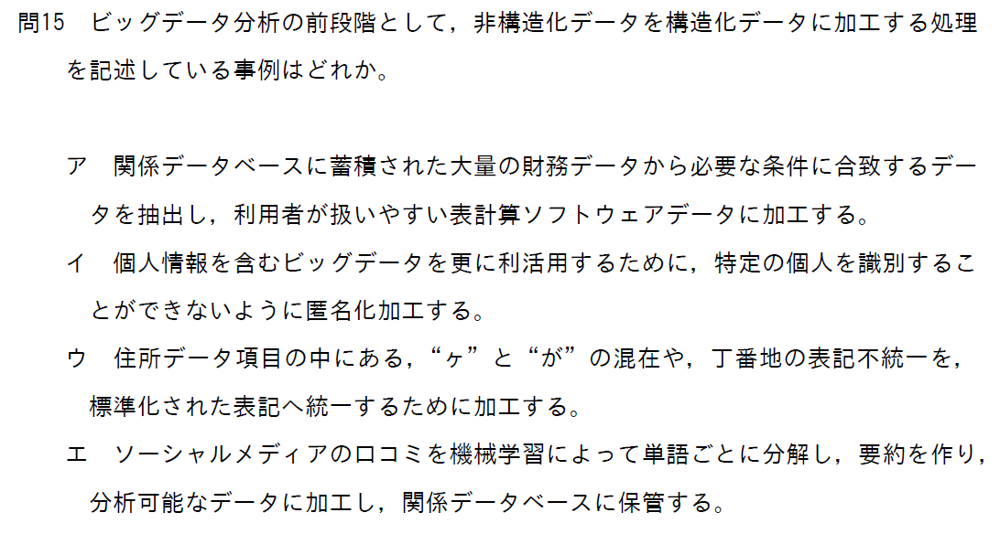 問15　ビッグデータ分析の前段階として，非構造化データを構造化データに加工する処理
を記述している事例はどれか。
ア　関係データベースに蓄積された大量の財務データから必要な条件に合致するデー
タを抽出し，利用者が扱いやすい表計算ソフトウェアデータに加工する。
イ　個人情報を含むビッグデータを更に利活用するために，特定の個人を識別するこ
とができないように匿名化加工する。
ウ　住所データ項目の中にある，“ヶ”と“が”の混在や，丁番地の表記不統一を，
標準化された表記へ統一するために加工する。
エ　ソーシャルメディアの口コミを機械学習によって単語ごとに分解し，要約を作り，
分析可能なデータに加工し，関係データベースに保管する。